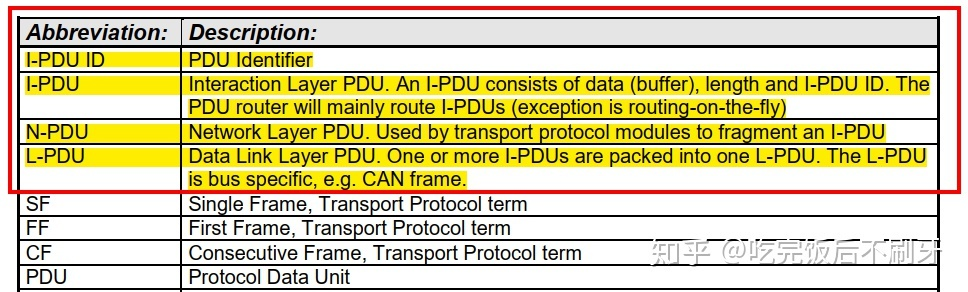 Abbreviation: Description:
I-PDU ID PDU Identifier
I-PDU Interaction Layer PDU. An I-PDU consists of data (buffer), length and I-PDU ID. The
PDU router will mainly route I-PDUs (exception is routing-on-the-fly)
N-PDU Network Layer PDU. Used by transport protocol modules to fragment an I-PDU
L-PDU Data Link Layer PDU. One or more I-PDUs are packed into one L-PDU. The L-PDU
is bus specific, e.g. CAN frame.
SF Single Frame, Transport Protocol term
FF First Frame, Transport Protocol term
CF Consecutive Frame, Transport Protocol term
PDU Protocol Data Unit
知乎 @吃完饭后不刷牙